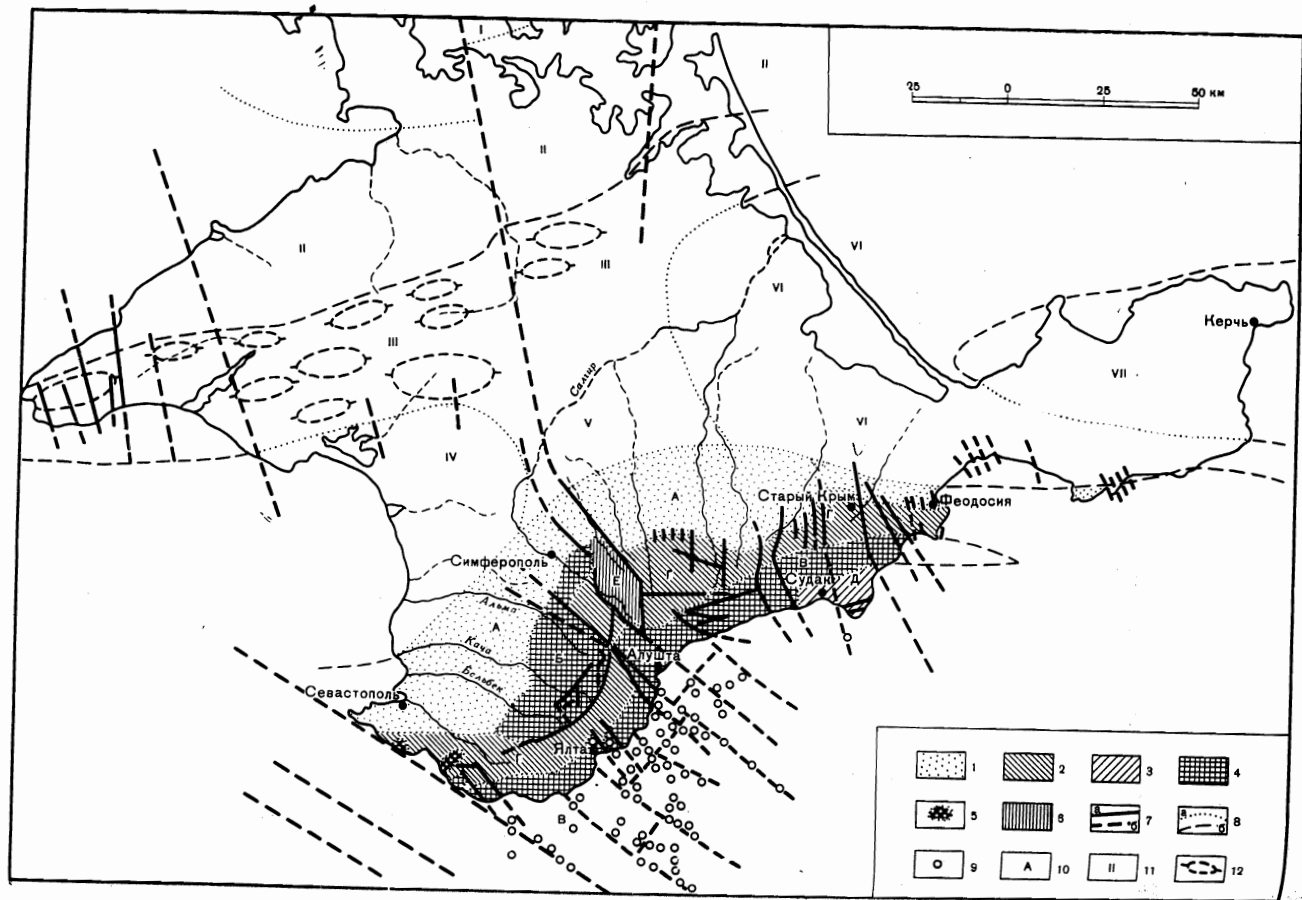 I
II
25 0 25 50 км
II
II
VI
III
VI
Керчь
III
VII
Салгир
V
VI
IV
А
Старый Крым
Г
Феодосия
Симферополь
Е
Г
В
Судак
Д
Альма
А
Кача
Б
Алушта
Бельбек
Севастополь
Ялта
Г
В
1 2 3 4
5 6 а б 7 а б 8
9 А 10 II 11 12